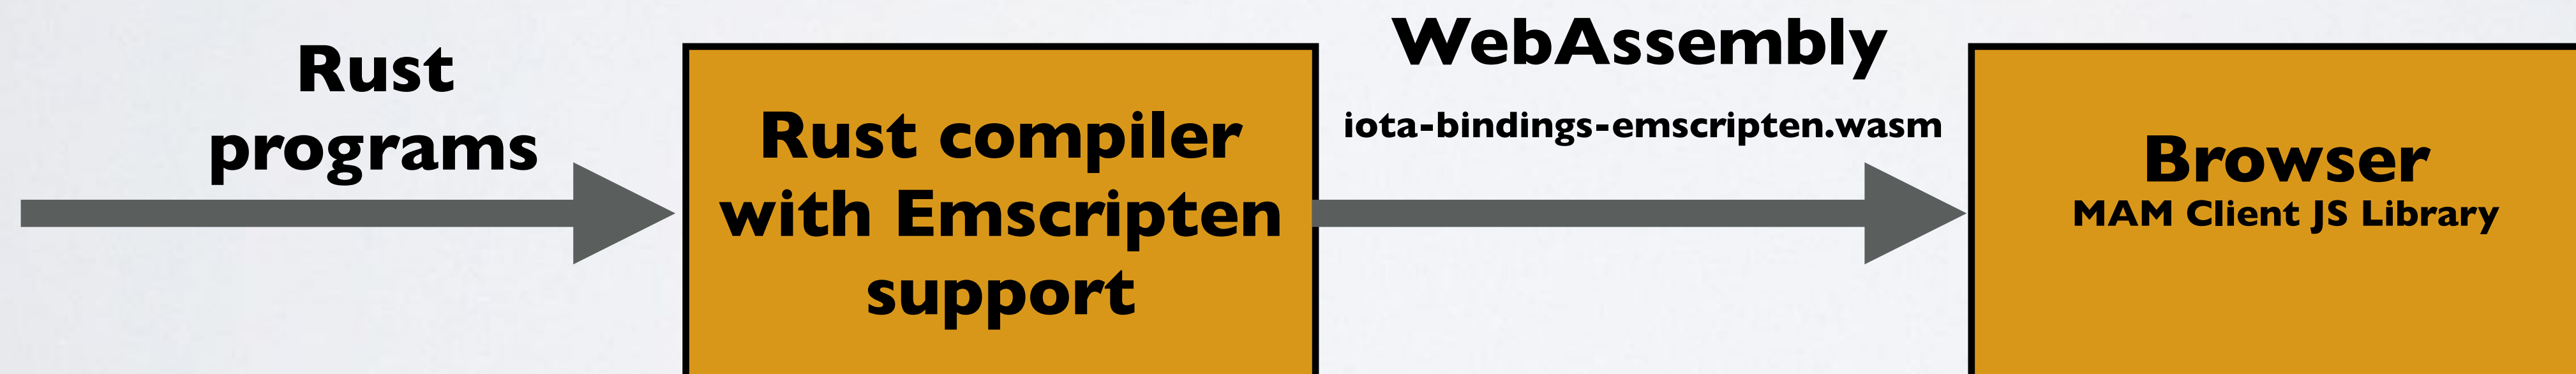 Rust
programs
Rust compiler
with Emscripten
support
WebAssembly
iota-bindings-emscripten.wasm
Browser
MAM Client JS Library